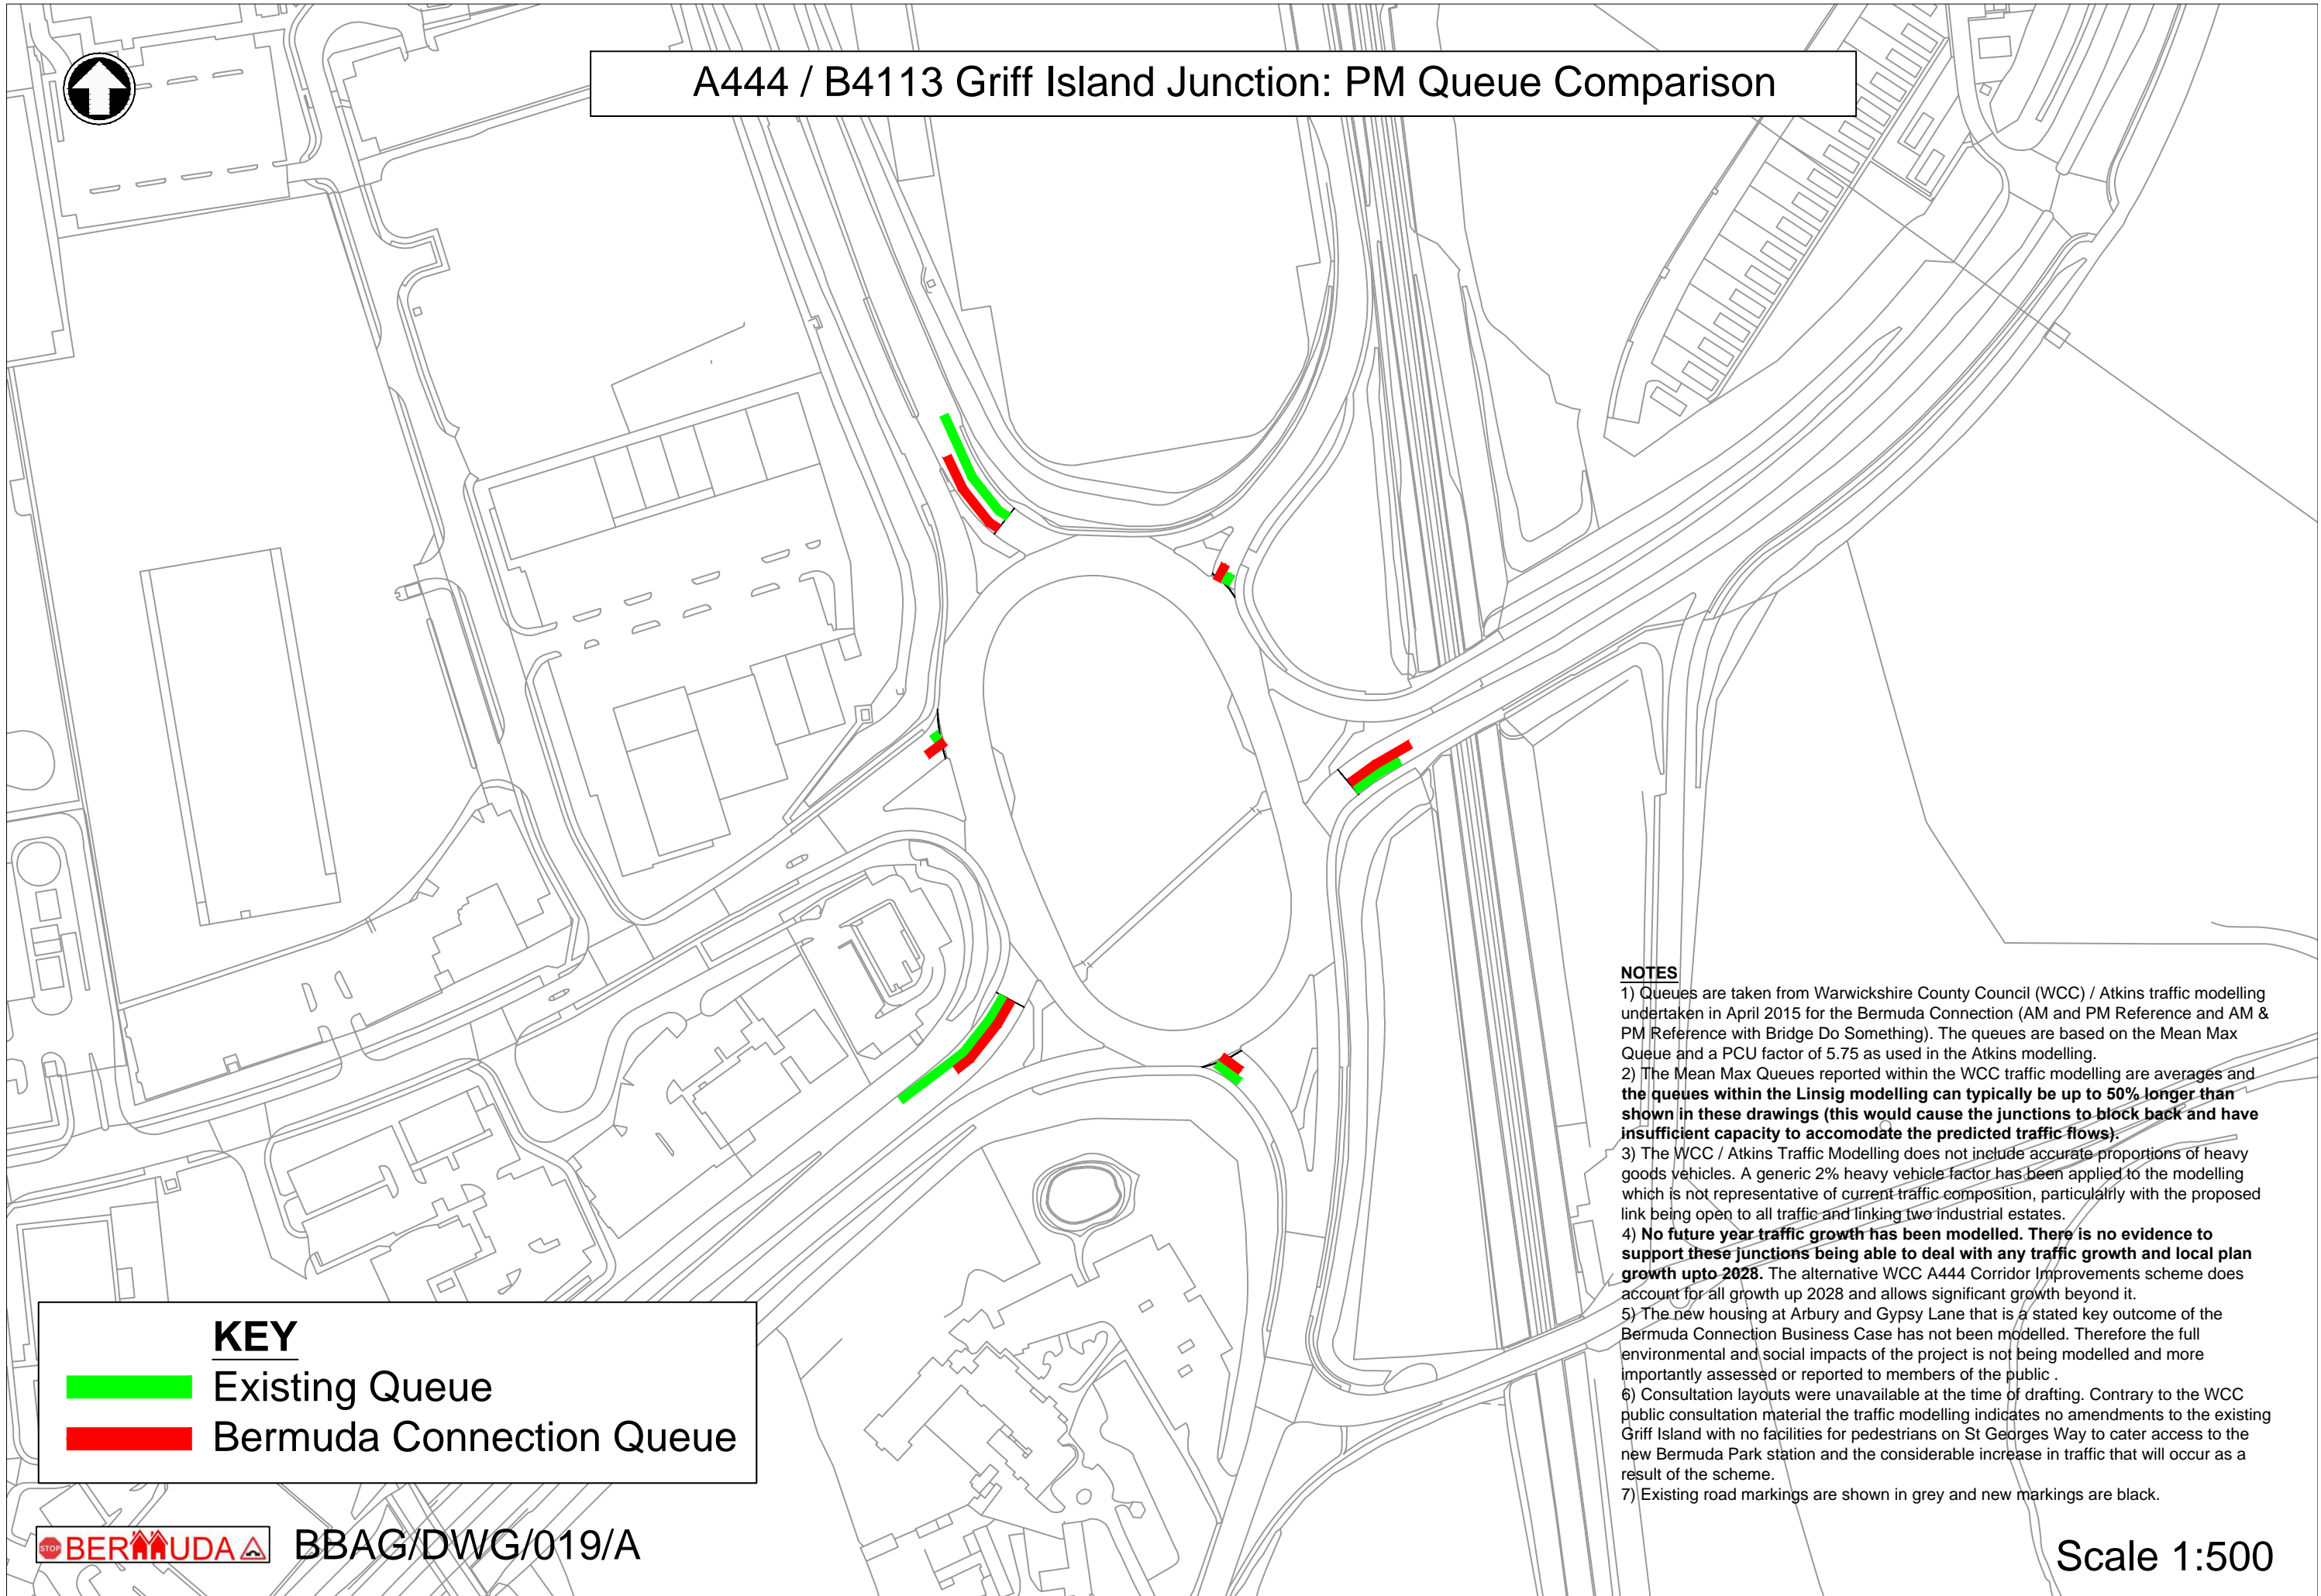 A444 / B4113 Griff Island Junction: PM Queue Comparison
NOTES
1) Queues are taken from Warwickshire County Council (WCC) / Atkins traffic modelling
undertaken in April 2015 for the Bermuda Connection (AM and PM Reference and AM &
PM Reference with Bridge Do Something). The queues are based on the Mean Max
Queue and a PCU factor of 5.75 as used in the Atkins modelling.
2) The Mean Max Queues reported within the WCC traffic modelling are averages and
the queues within the Linsig modelling can typically be up to 50% longer than
shown in these drawings (this would cause the junctions to block back and have
insufficient capacity to accomodate the predicted traffic flows).
3) The WCC / Atkins Traffic Modelling does not include accurate proportions of heavy
goods vehicles. A generic 2% heavy vehicle factor has been applied to the modelling
which is not representative of current traffic composition, particulalrly with the proposed
link being open to all traffic and linking two industrial estates.
4) No future year traffic growth has been modelled. There is no evidence to
support these junctions being able to deal with any traffic growth and local plan
growth upto 2028. The alternative WCC A444 Corridor Improvements scheme does
account for all growth up 2028 and allows significant growth beyond it.
5) The new housing at Arbury and Gypsy Lane that is a stated key outcome of the
Bermuda Connection Business Case has not been modelled. Therefore the full
environmental and social impacts of the project is not being modelled and more
importantly assessed or reported to members of the public .
6) Consultation layouts were unavailable at the time of drafting. Contrary to the WCC
public consultation material the traffic modelling indicates no amendments to the existing
Griff Island with no facilities for pedestrians on St Georges Way to cater access to the
new Bermuda Park station and the considerable increase in traffic that will occur as a
result of the scheme.
7) Existing road markings are shown in grey and new markings are black.
KEY
Existing Queue
Bermuda Connection Queue
STOP BERMUDA
BBAG/DWG/019/A
Scale 1:500